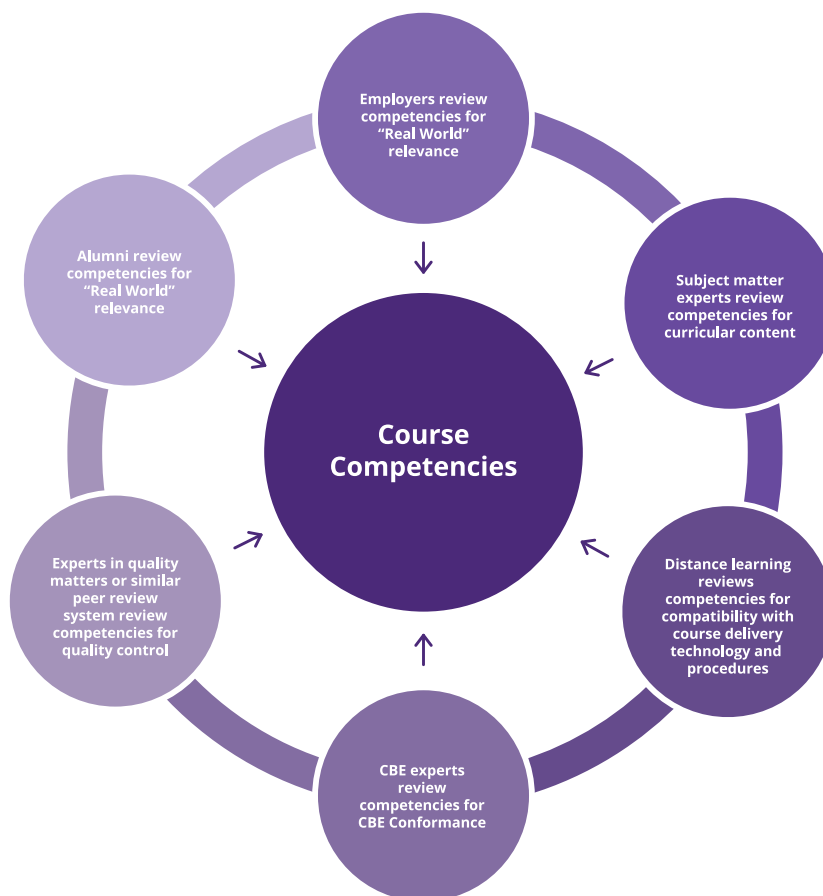 Employers review
competencies for
“Real World”
relevance
Subject matter
experts review
competencies for
curricular content
Distance learning
reviews
competencies for
compatibility with
course delivery
technology and
procedures
CBE experts
review
competencies for
CBE Conformance
Experts in quality
matters or similar
peer review
system review
competencies for
quality control
Alumni review
competencies for
“Real World”
relevance
Course
Competencies